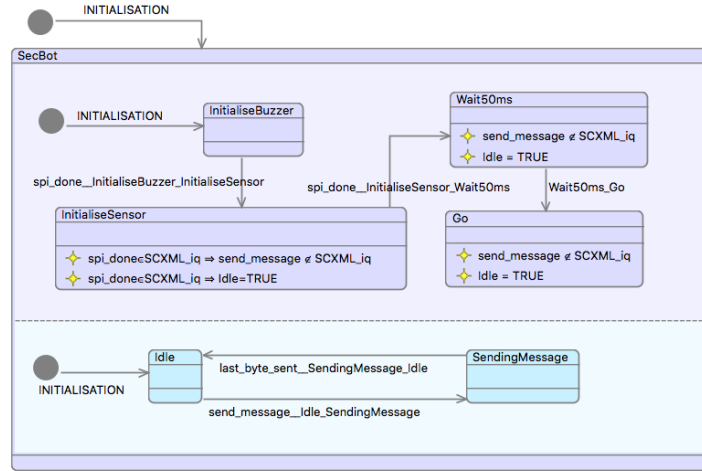 INITIALISATION
SecBot
INITIALISATION
InitialiseBuzzer
Wait50ms
send_message ∉ SCXML_iq
Idle = TRUE
spi_done__InitialiseBuzzer_InitialiseSensor
spi_done__InitialiseSensor_Wait50ms
Wait50ms_Go
InitialiseSensor
spi_done∈SCXML_iq ⇒ send_message ∉ SCXML_iq
spi_done∈SCXML_iq ⇒ Idle=TRUE
Go
send_message ∉ SCXML_iq
Idle = TRUE
INITIALISATION
Idle
last_byte_sent__SendingMessage_Idle
SendingMessage
send_message__Idle_SendingMessage